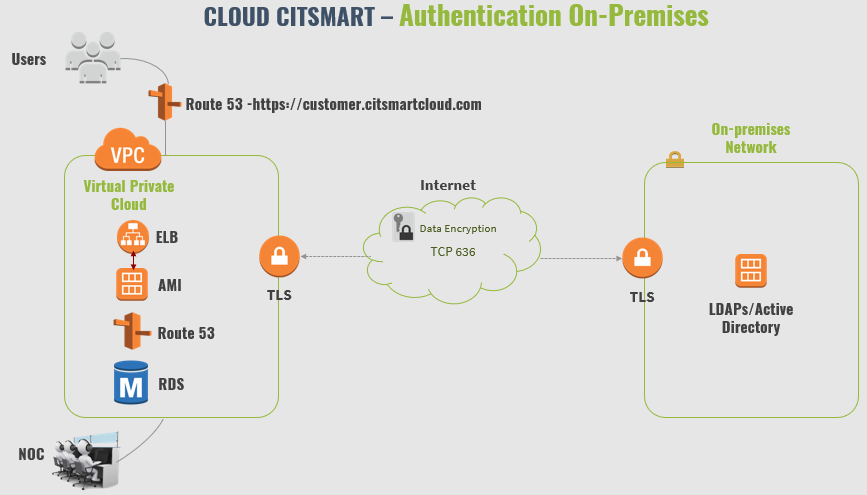 CLOUD CITSMART – Authentication On-Premises
Users
Route 53 -https://customer.citsmartcloud.com
VPC
Virtual Private
Cloud
ELB
AMI
Route 53
M
RDS
TLS
Internet
Data Encryption
TCP 636
On-premises
Network
TLS
LDAPs/Active
Directory
NOC